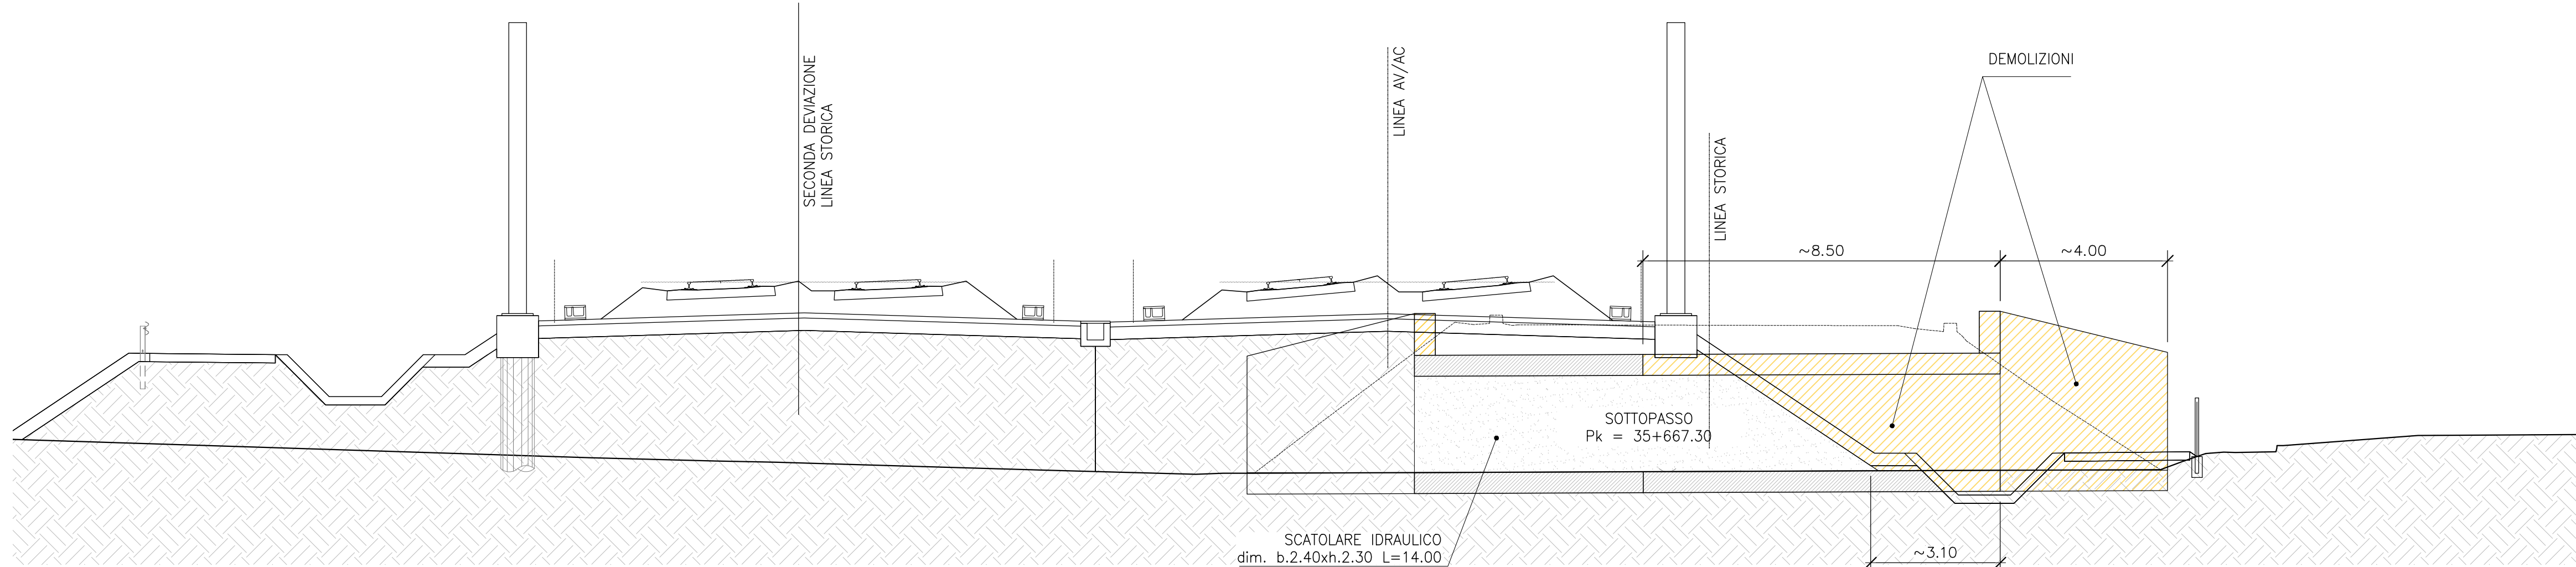 SECONDA DEVIAZIONE
LINEA STORICA
LINEA AV/AC
LINEA STORICA
DEMOLIZIONI
~8.50
~4.00
SOTTOPASSO
Pk = 35+667.30
SCATOLARE IDRAULICO
dim. b.2.40xh.2.30 L=14.00
~3.10